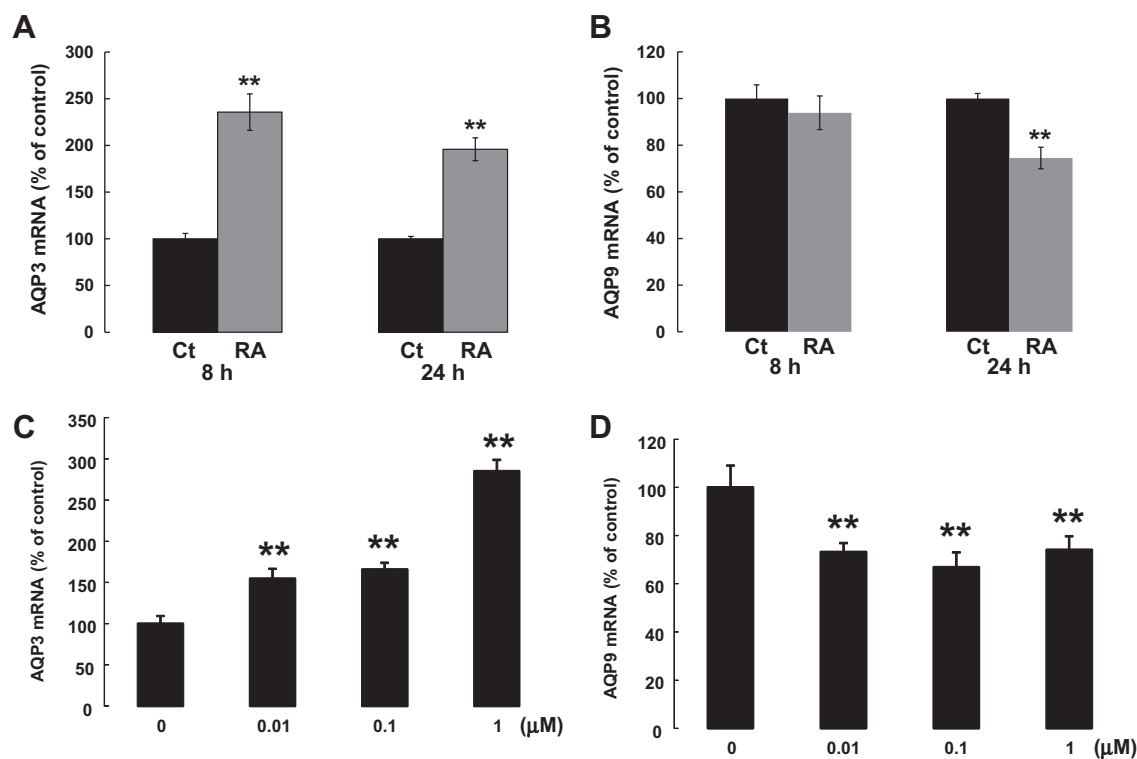 A
AQP3 mRNA (% of control)
300
250
200
150
100
50
0
**
**
Ct RA Ct RA
8 h 24 h
B
AQP9 mRNA (% of control)
120
100
80
60
40
20
0
**
Ct RA Ct RA
8 h 24 h
C
AQP3 mRNA (% of control)
350
300
250
200
150
100
50
0
**
**
**
0 0.01 0.1 1 (μM)
D
AQP9 mRNA (% of control)
120
100
80
60
40
20
0
**
**
**
0 0.01 0.1 1 (μM)